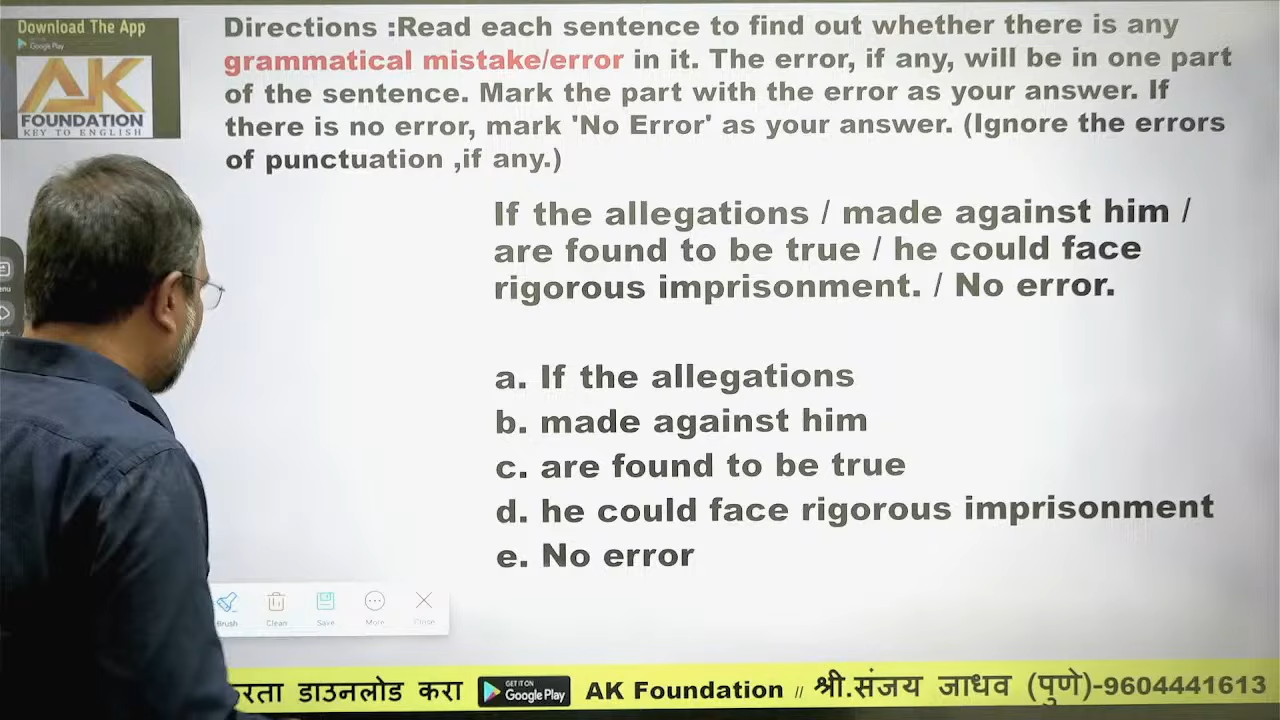 Download The App
Google Play
AK
FOUNDATION
KEY TO ENGLISH
Directions :Read each sentence to find out whether there is any
grammatical mistake/error in it. The error, if any, will be in one part
of the sentence. Mark the part with the error as your answer. If
there is no error, mark 'No Error' as your answer. (Ignore the errors
of punctuation ,if any.)
If the allegations / made against him /
are found to be true / he could face
rigorous imprisonment. / No error.
a. If the allegations
b. made against him
c. are found to be true
d. he could face rigorous imprisonment
e. No error
Brush Clean Save More Close
डाउनलोड करा GET IT ON Google Play AK Foundation // श्री.संजय जाधव (पुणे)-9604441613